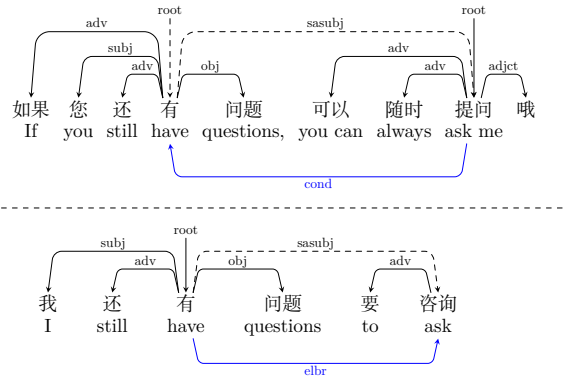 root root
adv sasubj
subj adv
adv obj adv adjct
如果 您 还 有 问题 可以 随时 提问 哦
If you still have questions, you can always ask me
cond
root
subj sasubj
adv obj adv
我 还 有 问题 要 咨询
I still have questions to ask
elbr